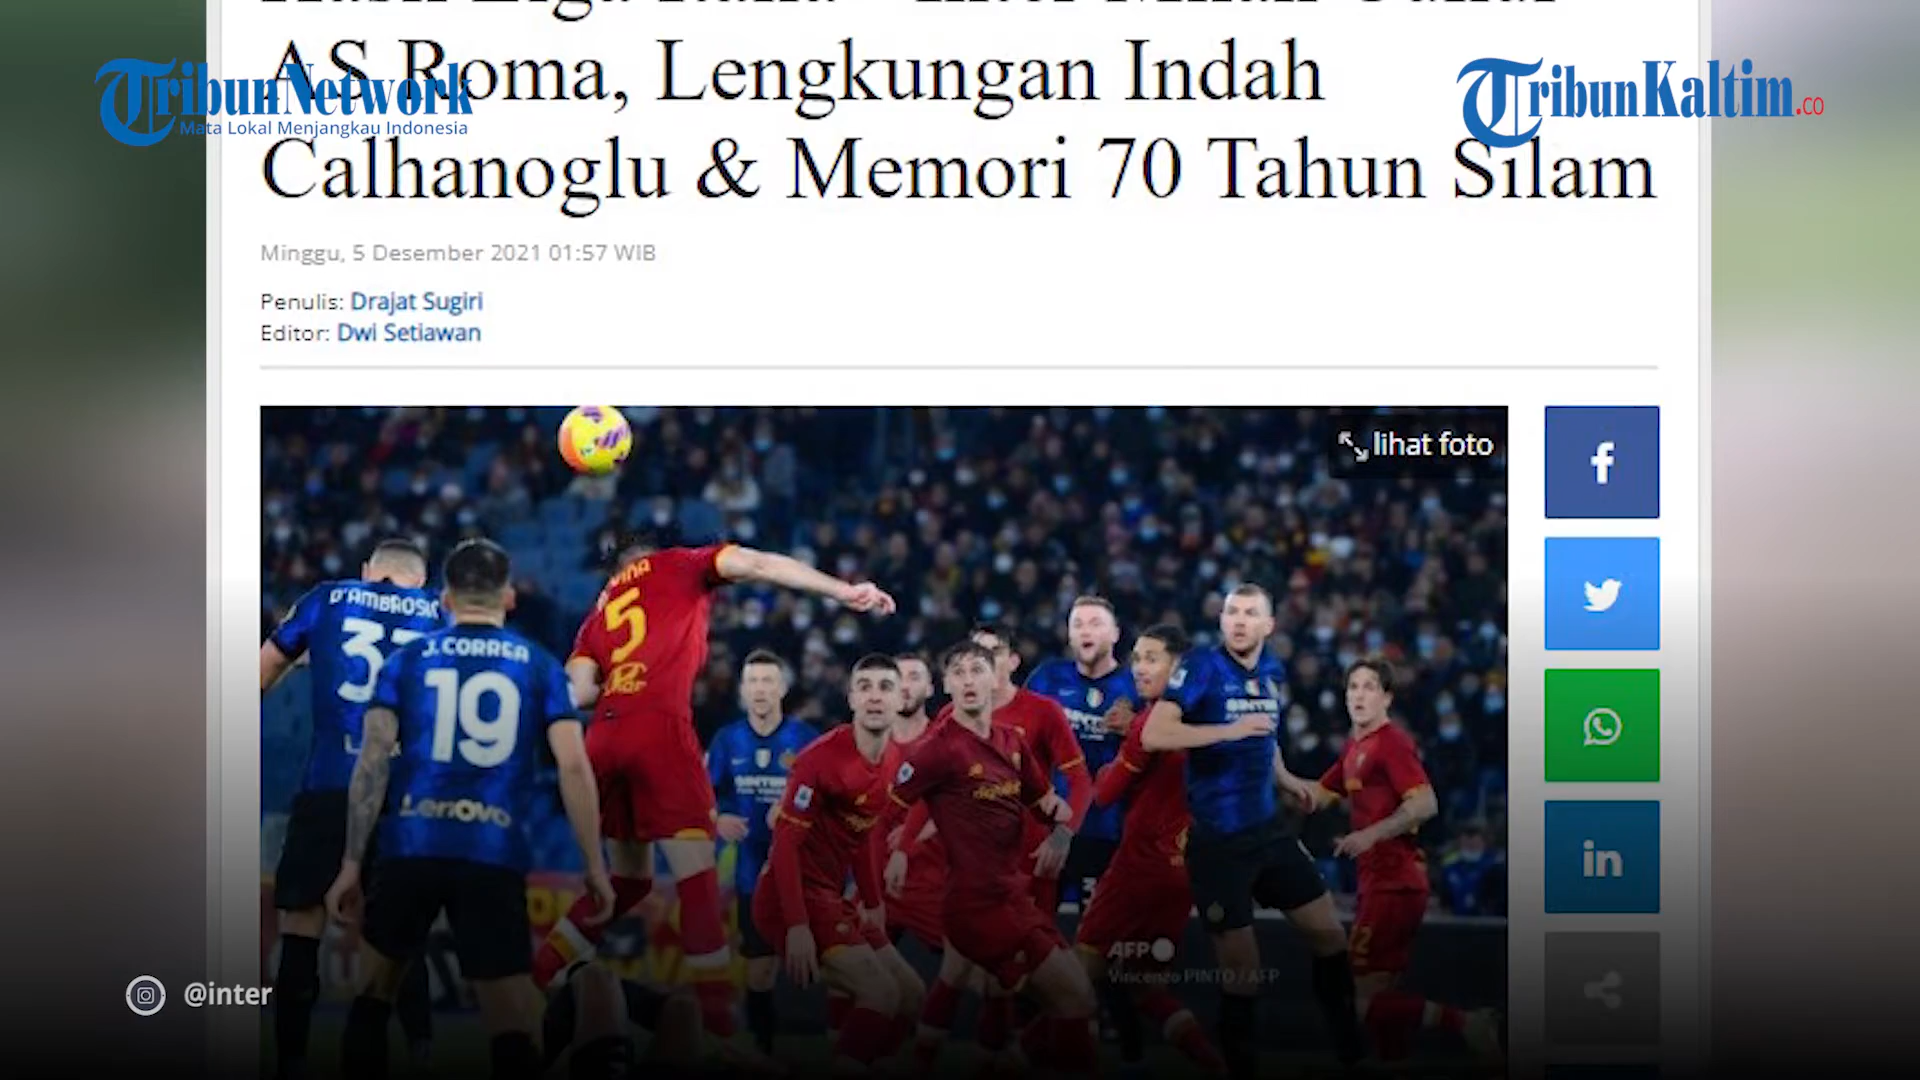 AS Roma, Lengkungan Indah
Calhanoglu & Memori 70 Tahun Silam
TribunNetwork
Mata Lokal Menjangkau Indonesia
TribunKaltim.co
Minggu, 5 Desember 2021 01:57 WIB
Penulis: Drajat Sugiri
Editor: Dwi Setiawan
lihat foto
D'AMBROSIO
33
J. CORREA
19
Lenovo
VINA
5
AFP
Vincenzo PINTO / AFP
@inter